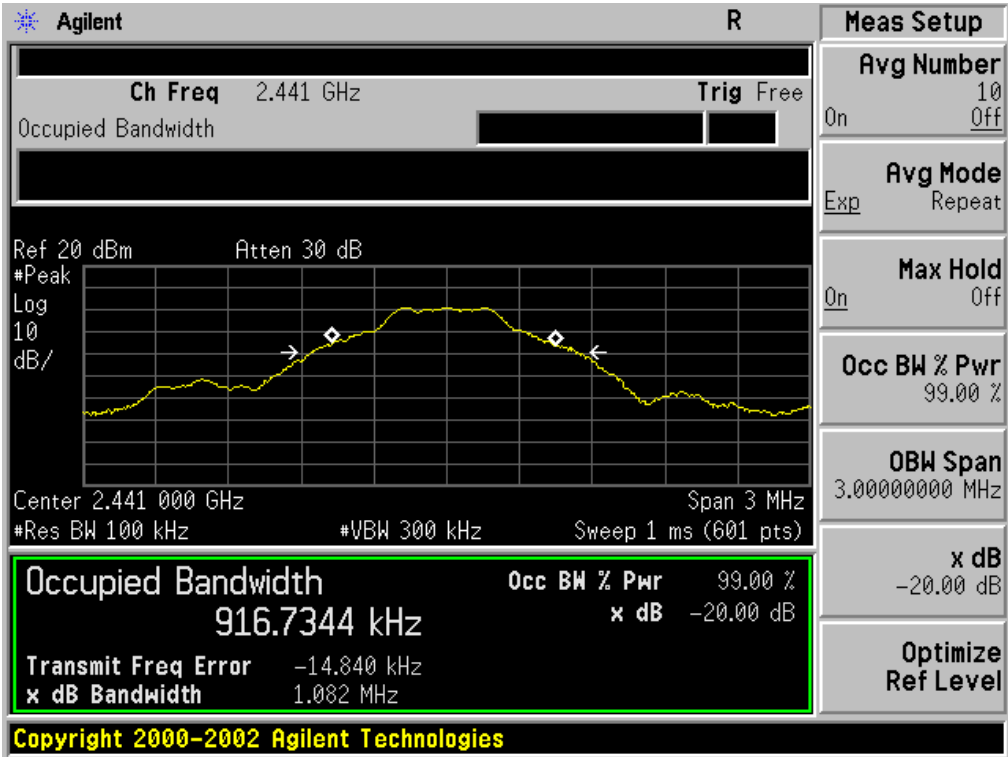 Agilent R Meas Setup
Ch Freq 2.441 GHz Trig Free
Occupied Bandwidth
Ref 20 dBm Atten 30 dB
#Peak
Log
10
dB/
Center 2.441 000 GHz Span 3 MHz
#Res BW 100 kHz #VBW 300 kHz Sweep 1 ms (601 pts)
Occupied Bandwidth
916.7344 kHz
Occ BW % Pwr 99.00 %
x dB -20.00 dB
Transmit Freq Error -14.840 kHz
x dB Bandwidth 1.082 MHz
Avg Number
10
On Off
Avg Mode
Exp Repeat
Max Hold
On Off
Occ BW % Pwr
99.00 %
OBW Span
3.00000000 MHz
x dB
-20.00 dB
Optimize
Ref Level
Copyright 2000-2002 Agilent Technologies